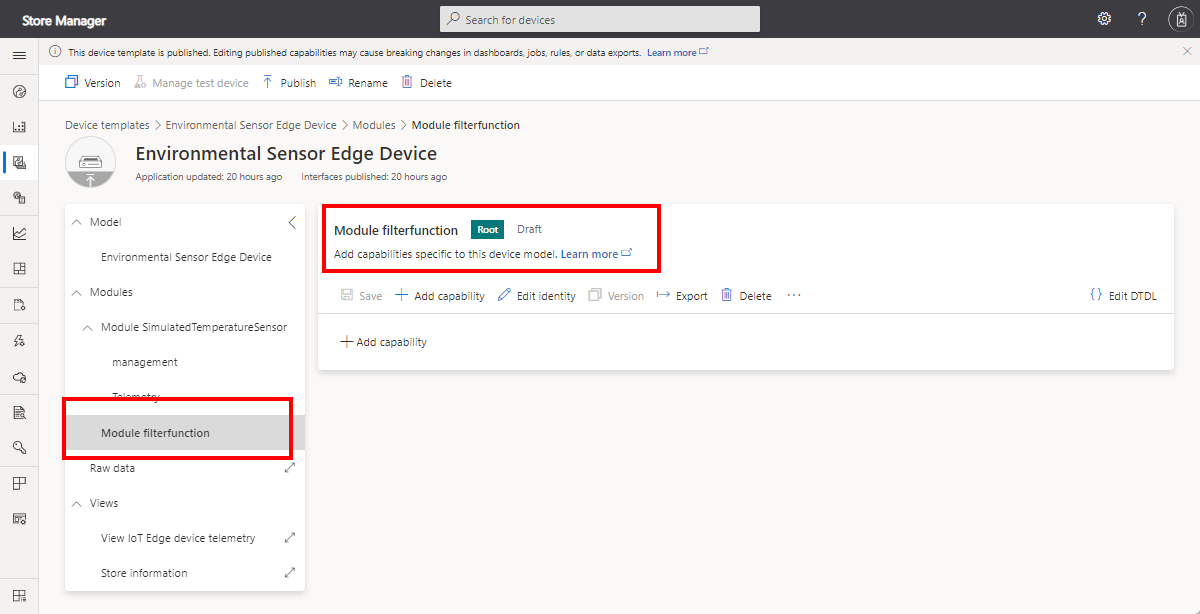 Store Manager
Search for devices
This device template is published. Editing published capabilities may cause breaking changes in dashboards, jobs, rules, or data exports. Learn more
Version Manage test device Publish Rename Delete
Device templates > Environmental Sensor Edge Device > Modules > Module filterfunction
Environmental Sensor Edge Device
Application updated: 20 hours ago Interfaces published: 20 hours ago
Model
Environmental Sensor Edge Device
Modules
Module SimulatedTemperatureSensor
management
Telemetry
Module filterfunction
Raw data
Views
View IoT Edge device telemetry
Store information
Module filterfunction Root Draft
Add capabilities specific to this device model. Learn more
Save Add capability Edit identity Version Export Delete ··· {} Edit DTDL
Add capability